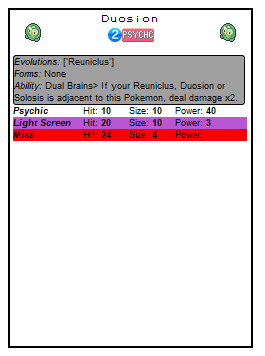 Duosion
2 PSYCHC
Evolutions: ['Reuniclus']
Forms: None
Ability: Dual Brains> If your Reuniclus, Duosion or
Solosis is adjacent to this Pokemon, deal damage x2.
Psychic Hit: 10 Size: 10 Power: 40
Light Screen Hit: 20 Size: 10 Power: 3
Miss Hit: 24 Size: 4 Power: